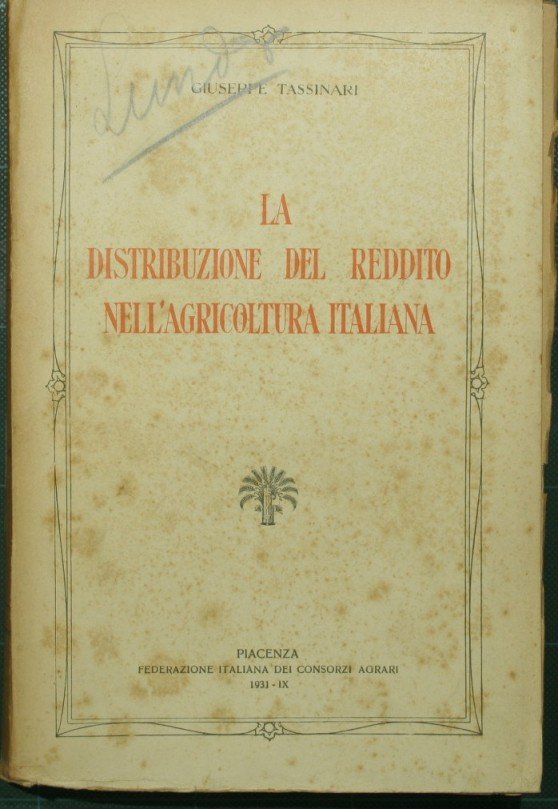 GIUSEPPE TASSINARI
LA
DISTRIBUZIONE DEL REDDITO
NELL'AGRICOLTURA ITALIANA
PIACENZA
FEDERAZIONE ITALIANA DEI CONSORZI AGRARI
1931 - IX